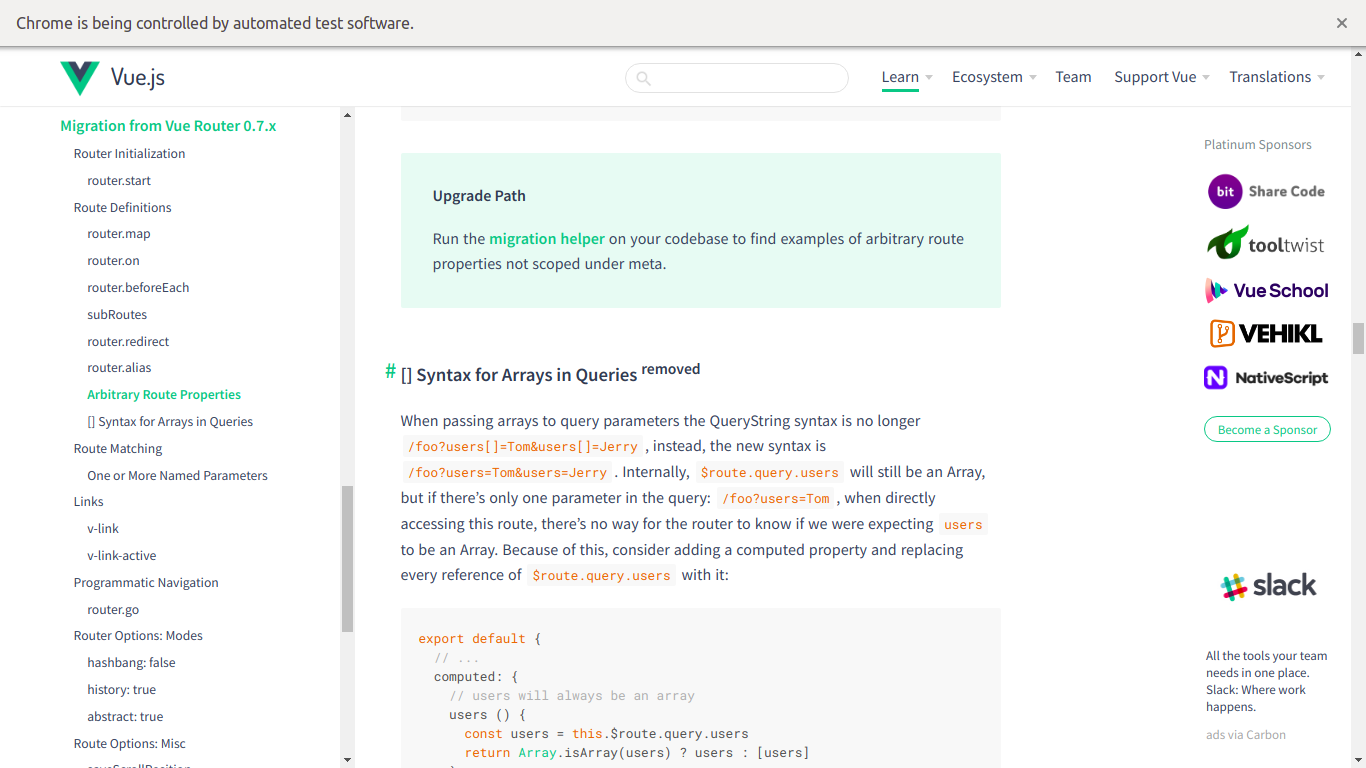 Chrome is being controlled by automated test software.
Vue.js
Learn
Ecosystem
Team
Support Vue
Translations
Migration from Vue Router 0.7.x
Router Initialization
router.start
Route Definitions
router.map
router.on
router.beforeEach
subRoutes
router.redirect
router.alias
Arbitrary Route Properties
[] Syntax for Arrays in Queries
Route Matching
One or More Named Parameters
Links
v-link
v-link-active
Programmatic Navigation
router.go
Router Options: Modes
hashbang: false
history: true
abstract: true
Route Options: Misc
saveScrollPosition
Upgrade Path
Run the migration helper on your codebase to find examples of arbitrary route
properties not scoped under meta.
# [] Syntax for Arrays in Queries removed
When passing arrays to query parameters the QueryString syntax is no longer
/foo?users[]=Tom&users[]=Jerry , instead, the new syntax is
/foo?users=Tom&users=Jerry . Internally, $route.query.users will still be an Array,
but if there’s only one parameter in the query: /foo?users=Tom , when directly
accessing this route, there’s no way for the router to know if we were expecting users
to be an Array. Because of this, consider adding a computed property and replacing
every reference of $route.query.users with it:
export default {
// ...
computed: {
// users will always be an array
users () {
const users = this.$route.query.users
return Array.isArray(users) ? users : [users]
}
Platinum Sponsors
bit Share Code
tooltwist
Vue School
VEHIKL
N NativeScript
Become a Sponsor
slack
All the tools your team
needs in one place.
Slack: Where work
happens.
ads via Carbon